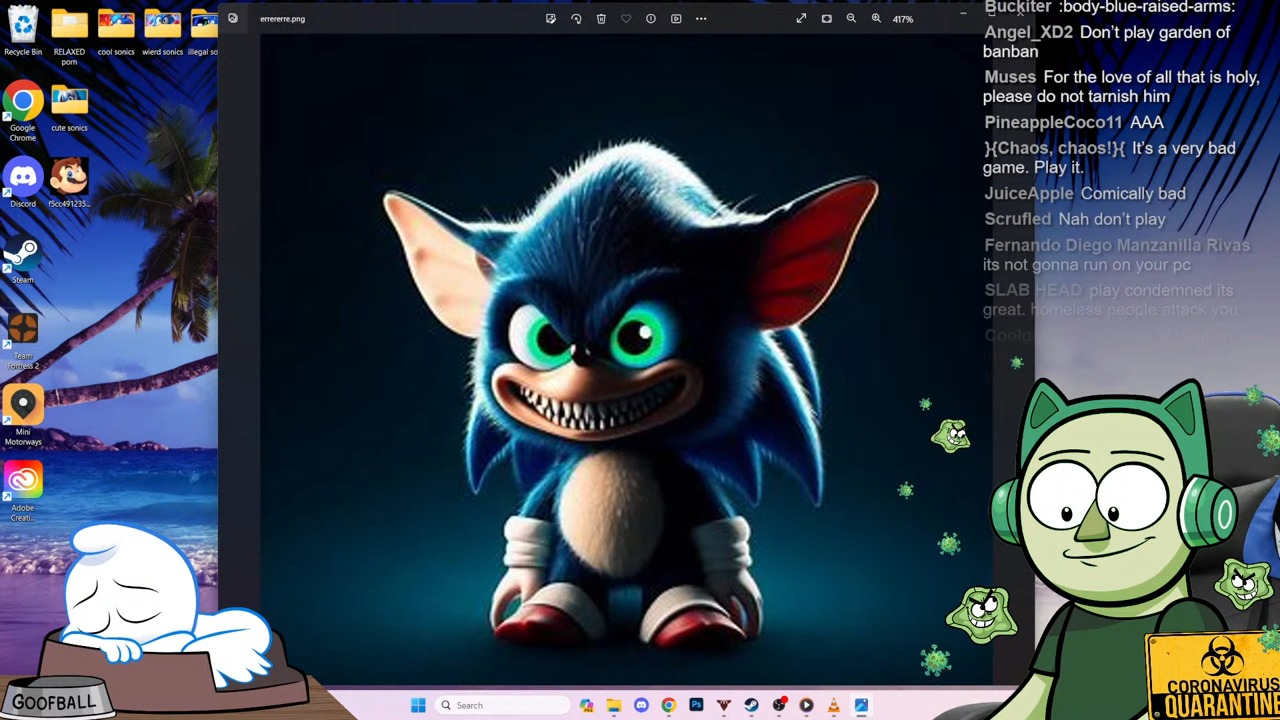 errererre.png
417%
Recycle Bin
RELAXED
porn
cool sonics
wierd sonics
illegal so
Google
Chrome
cute sonics
Discord
f5cc491235...
Steam
Team
Fortress 2
Mini
Motorways
Adobe
Creati...
Buckiter :body-blue-raised-arms:
Angel_XD2 Don’t play garden of
banban
Muses For the love of all that is holy,
please do not tarnish him
PineappleCoco11 AAA
}{Chaos, chaos!}{ It’s a very bad
game. Play it.
JuiceApple Comically bad
Scrufled Nah don’t play
Fernando Diego Manzanilla Rivas
its not gonna run on your pc
SLAB HEAD play condemned its
great. homeless people attack you
GOOFBALL
Search
CORONAVIRUS
QUARANTINE